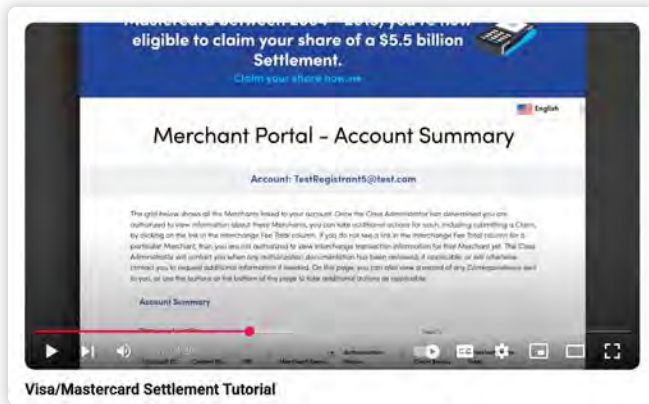 Mastercard between 2004 - 2019, you're now
eligible to claim your share of a $5.5 billion
Settlement.
Claim your share now
English
Merchant Portal - Account Summary
Account: TestRegistrant5@test.com
The grid below shows all the Merchants linked to your account. Once the Class Administrator has determined you are
authorized to view information about these Merchants, you can take additional actions for each, including submitting a Claim,
by clicking on the link in the Interchange Fee Total column. If you do not see a link in the Interchange Fee Total column for a
particular Merchant, then you are not authorized to view interchange transaction information for that Merchant yet. The Class
Administrator will contact you when any authorization documentation has been reviewed, if applicable, or will otherwise
contact you to request additional information if needed. On this page, you can also view a record of any Correspondence sent
to you, or use the buttons at the bottom of the page to take additional actions as applicable.
Account Summary
Visa/Mastercard Settlement Tutorial